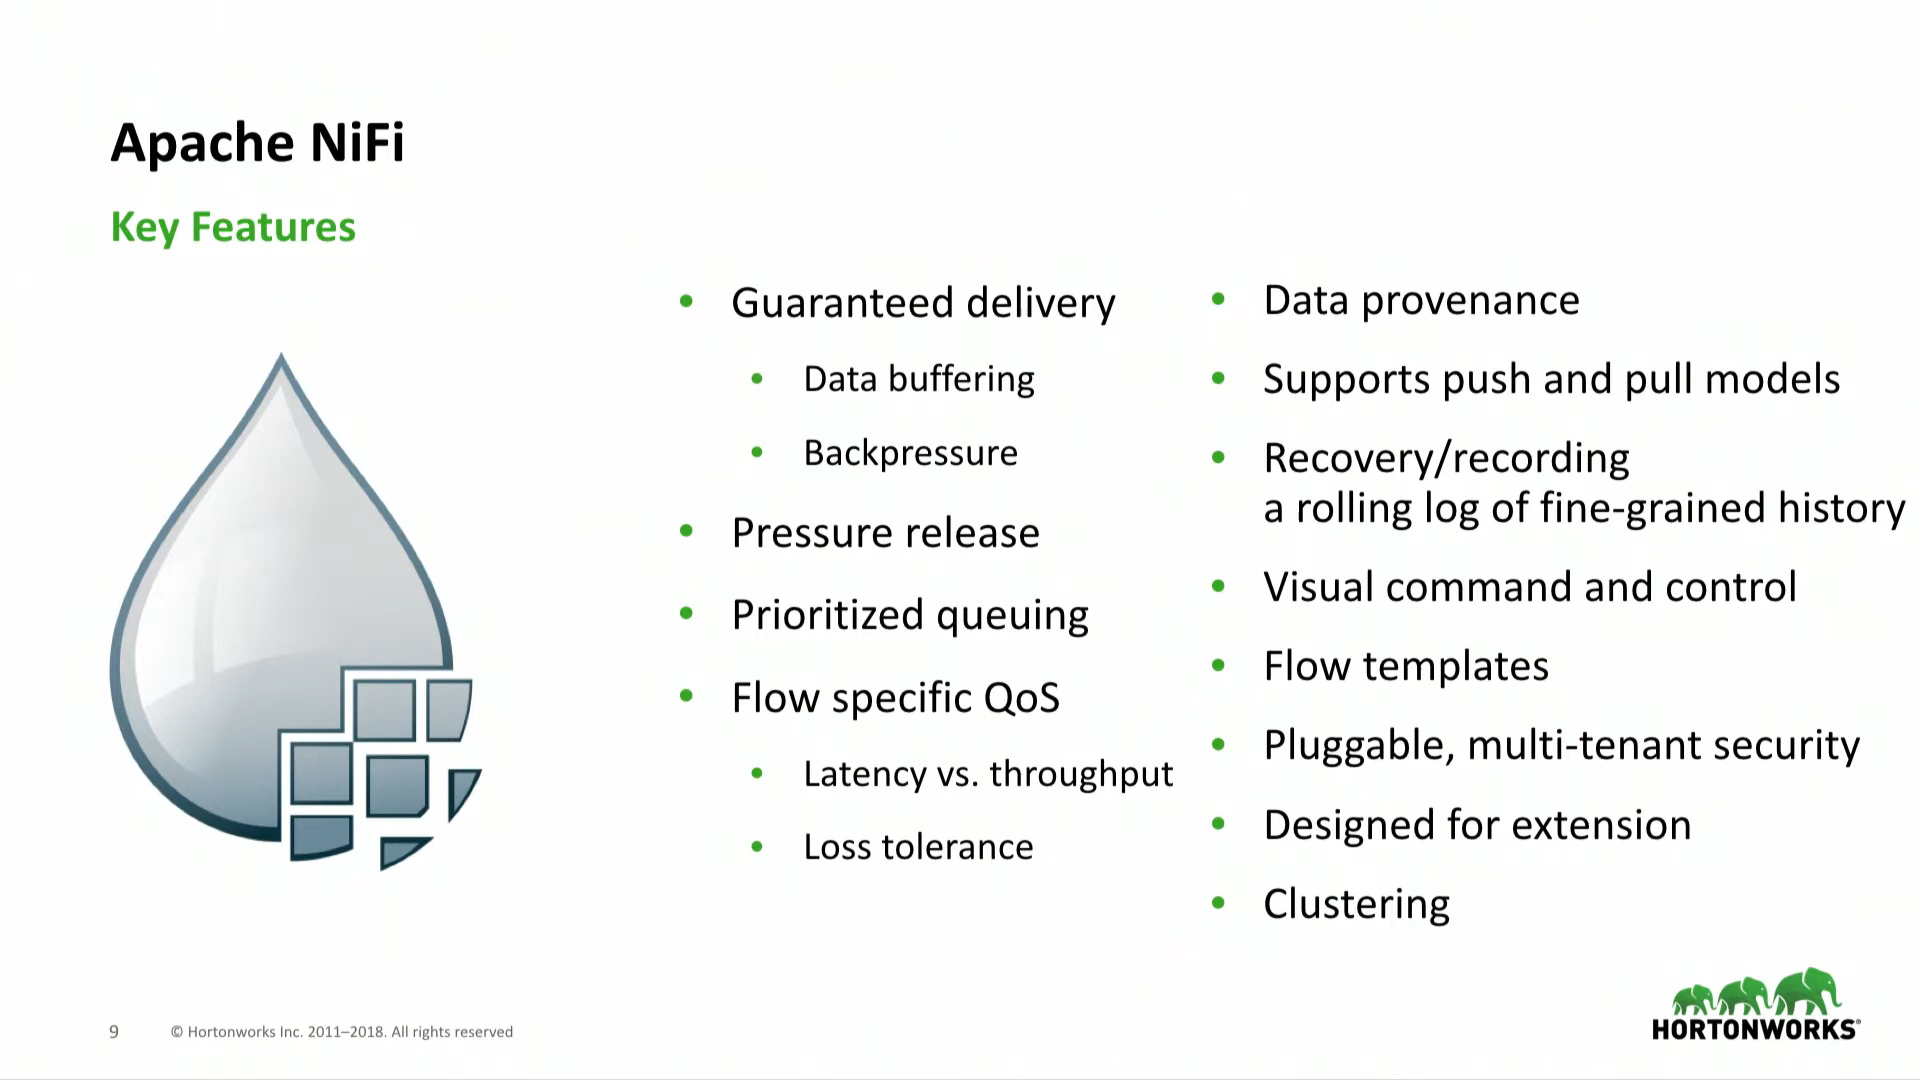 Apache NiFi
Key Features
• Guaranteed delivery
• Data buffering
• Backpressure
• Pressure release
• Prioritized queuing
• Flow specific QoS
• Latency vs. throughput
• Loss tolerance
• Data provenance
• Supports push and pull models
• Recovery/recording
a rolling log of fine-grained history
• Visual command and control
• Flow templates
• Pluggable, multi-tenant security
• Designed for extension
• Clustering
9
© Hortonworks Inc. 2011–2018. All rights reserved
HORTONWORKS®